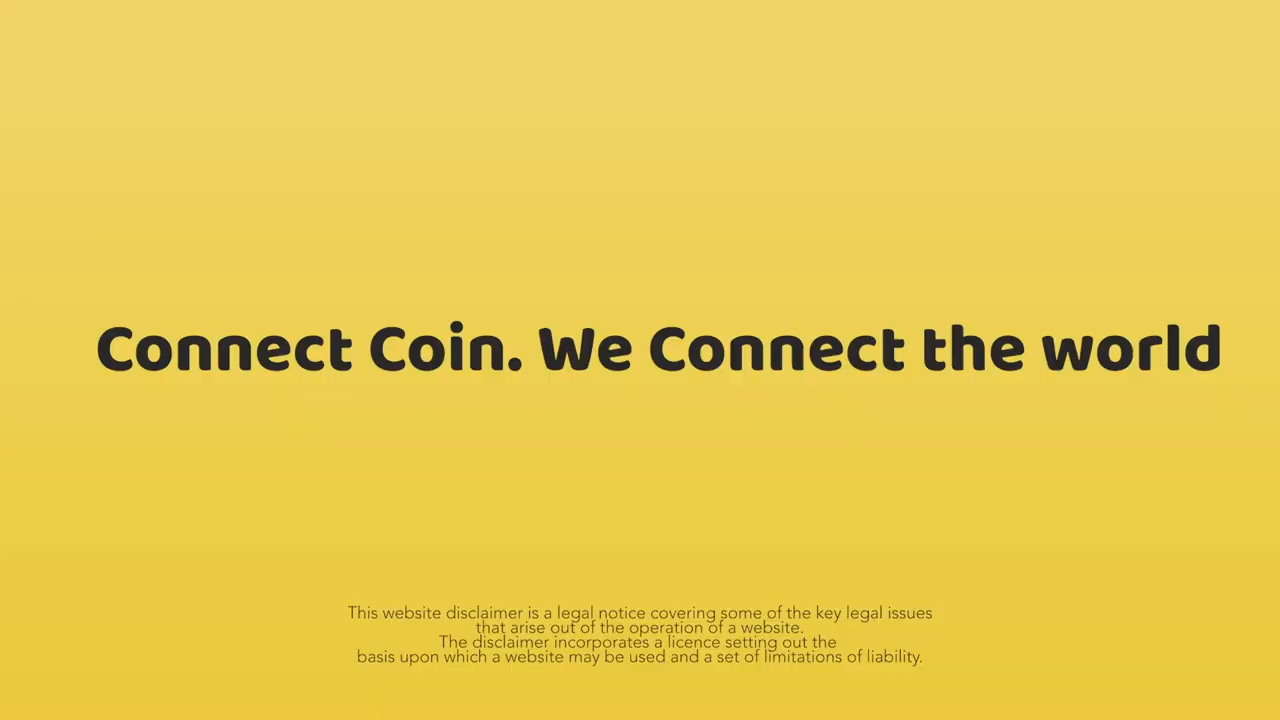 Connect Coin. We Connect the world
This website disclaimer is a legal notice covering some of the key legal issues
that arise out of the operation of a website.
The disclaimer incorporates a licence setting out the
basis upon which a website may be used and a set of limitations of liability.